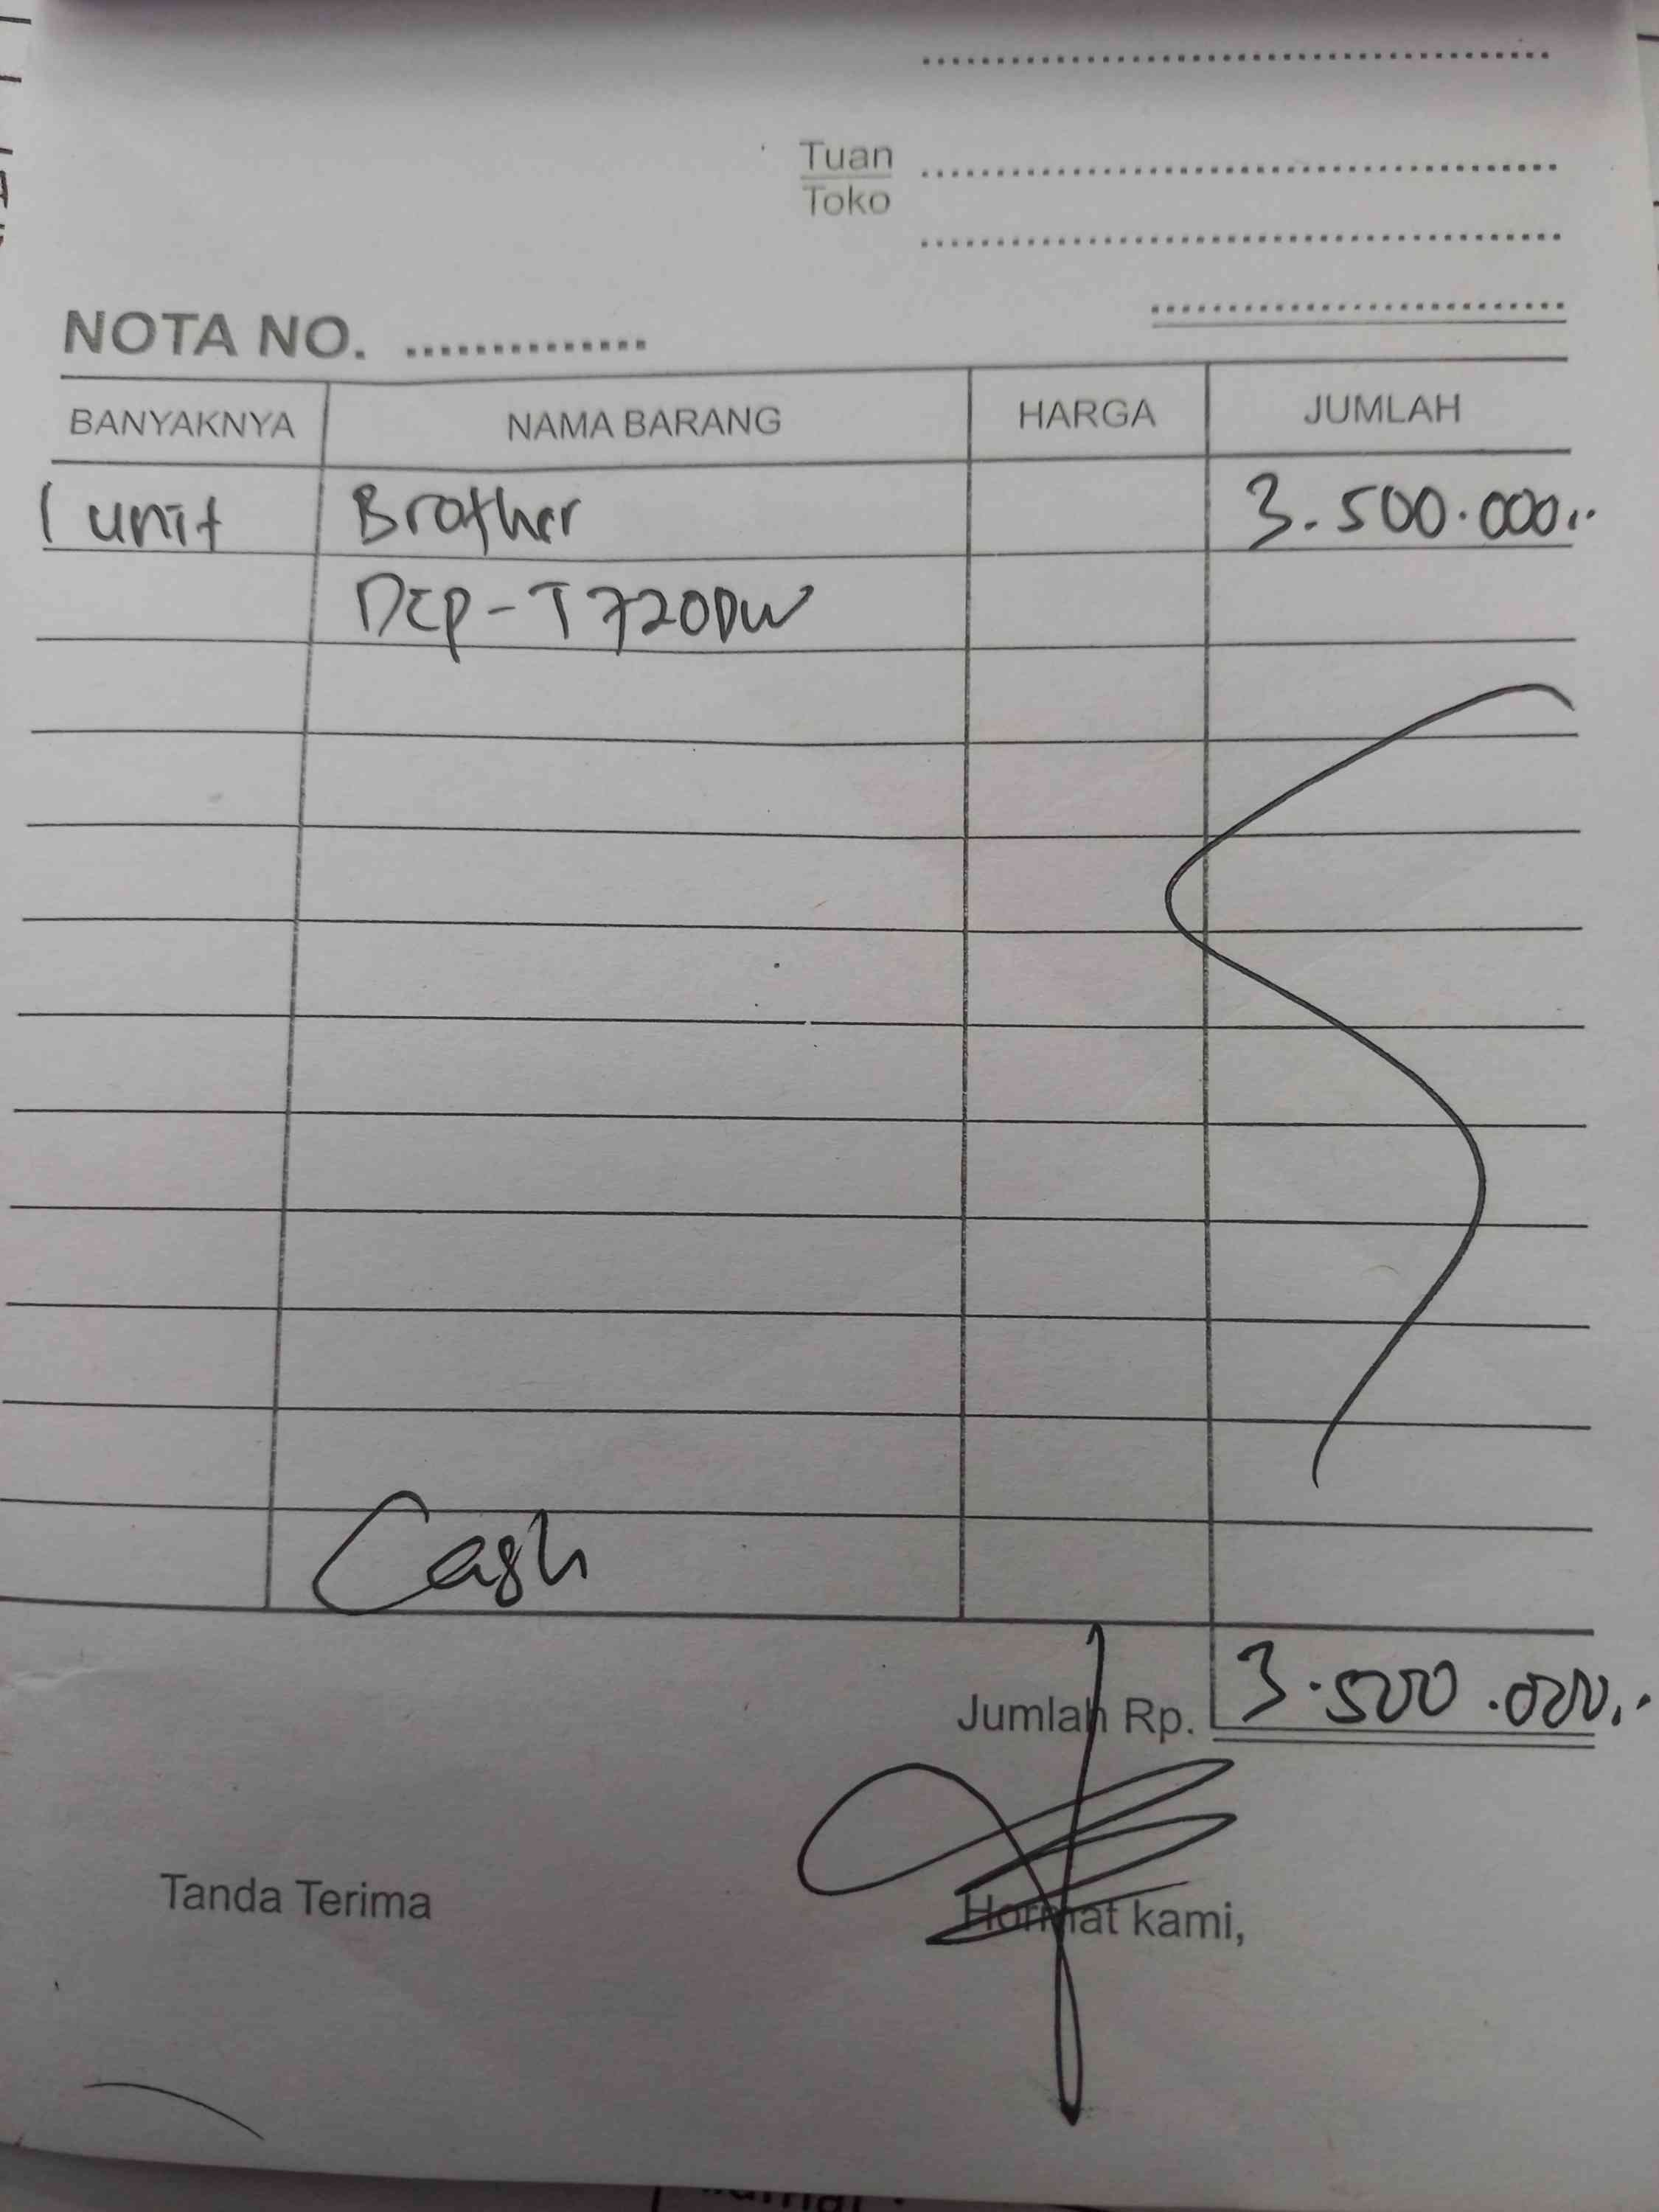 Tuan
Toko
NOTA NO. ..............
BANYAKNYA NAMA BARANG HARGA JUMLAH
1 unit Brother 3.500.000,-
DCP-T720DW
Cash
Jumlah Rp. 3.500.000,-
Tanda Terima Hormat kami,